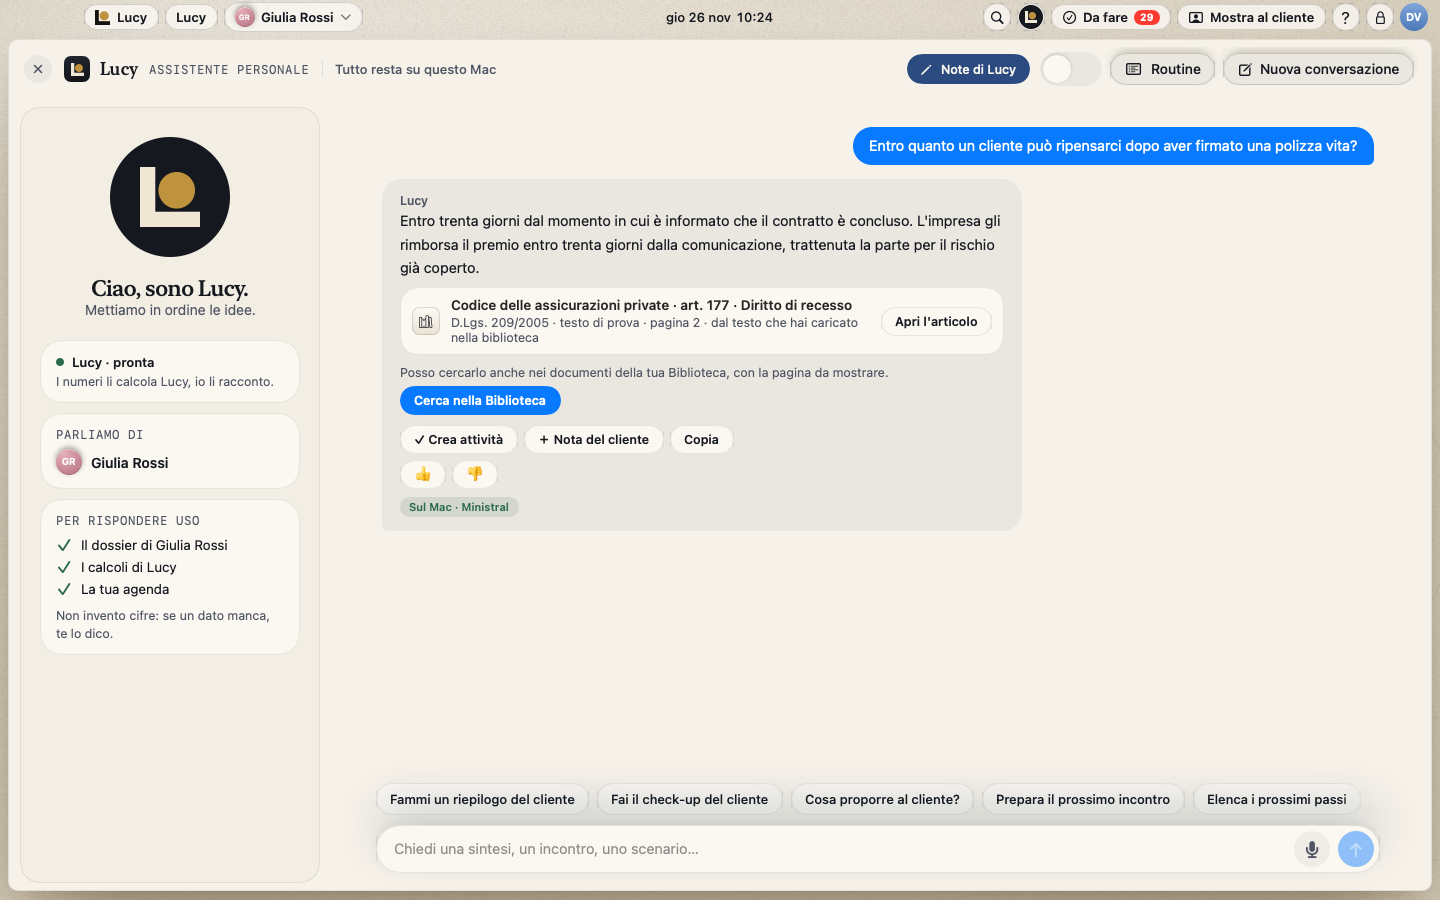 Lucy
Lucy
GR Giulia Rossi
gio 26 nov 10:24
Da fare 29
Mostra al cliente
?
DV
Lucy ASSISTENTE PERSONALE Tutto resta su questo Mac
Note di Lucy
Routine
Nuova conversazione
Ciao, sono Lucy.
Mettiamo in ordine le idee.
Lucy · pronta
I numeri li calcola Lucy, io li racconto.
PARLIAMO DI
GR Giulia Rossi
PER RISPONDERE USO
Il dossier di Giulia Rossi
I calcoli di Lucy
La tua agenda
Non invento cifre: se un dato manca,
te lo dico.
Entro quanto un cliente può ripensarci dopo aver firmato una polizza vita?
Lucy
Entro trenta giorni dal momento in cui è informato che il contratto è concluso. L'impresa gli
rimborsa il premio entro trenta giorni dalla comunicazione, trattenuta la parte per il rischio
già coperto.
Codice delle assicurazioni private · art. 177 · Diritto di recesso
D.Lgs. 209/2005 · testo di prova · pagina 2 · dal testo che hai caricato
nella biblioteca
Apri l'articolo
Posso cercarlo anche nei documenti della tua Biblioteca, con la pagina da mostrare.
Cerca nella Biblioteca
✓ Crea attività
+ Nota del cliente
Copia
Sul Mac · Ministral
Fammi un riepilogo del cliente
Fai il check-up del cliente
Cosa proporre al cliente?
Prepara il prossimo incontro
Elenca i prossimi passi
Chiedi una sintesi, un incontro, uno scenario...